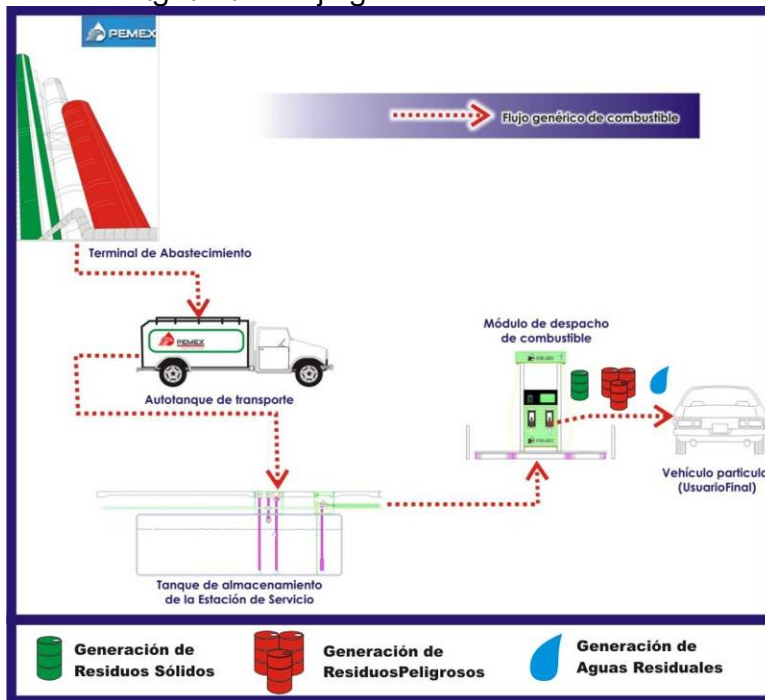 PEMEX
Flujo genérico de combustible
Terminal de Abastecimiento
PEMEX
Autotanque de transporte
Módulo de despacho
de combustible
Vehículo particula
(UsuarioFinal)
Tanque de almacenamiento
de la Estación de Servicio
Generación de
Residuos Sólidos
Generación de
ResiduosPeligrosos
Generación de
Aguas Residuales